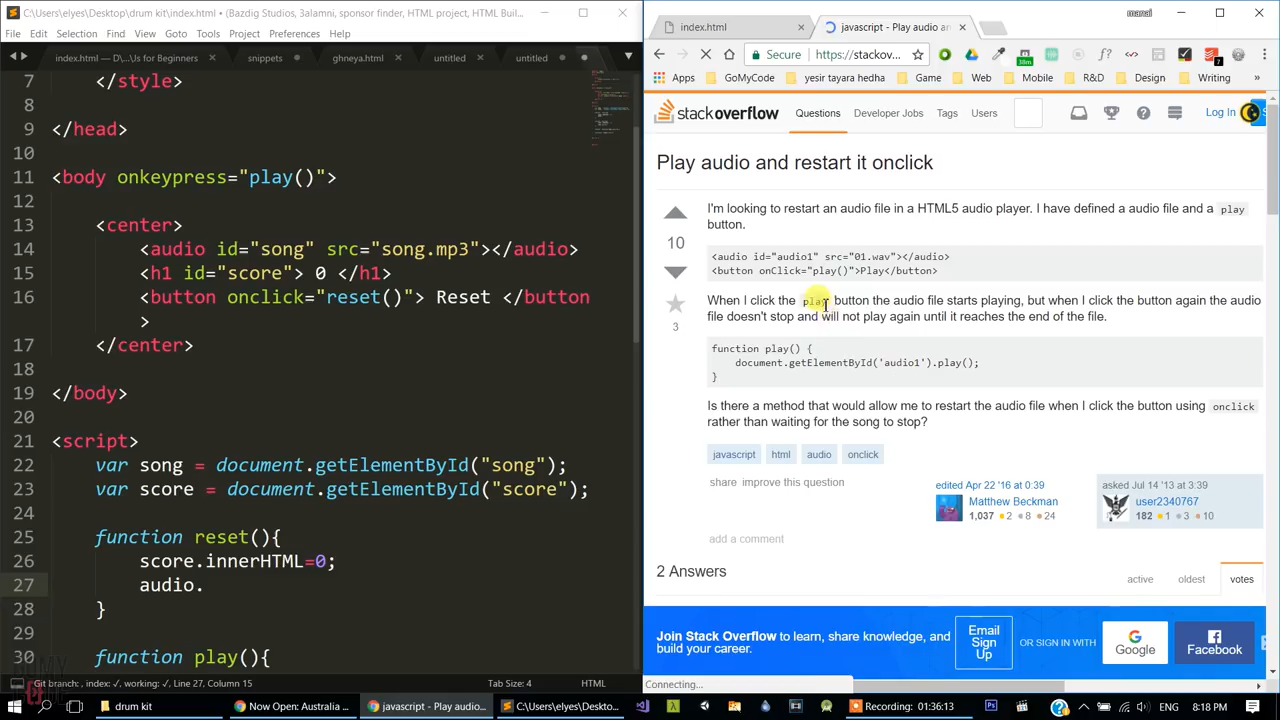 C:\Users\elyes\Desktop\drum kit\index.html • (Bazdig Studios, 3alamni, sponsor finder, HTML project, HTML Buil...
File Edit Selection Find View Goto Tools Project Preferences Help
index.html — D\...\Us for Beginners × snippets ghneya.html untitled untitled
7 </style>
8
9 </head>
10
11 <body onkeypress="play()">
12
13 <center>
14 <audio id="song" src="song.mp3"></audio>
15 <h1 id="score"> 0 </h1>
16 <button onclick="reset()"> Reset </button
>
17 </center>
18
19 </body>
20
21 <script>
22 var song = document.getElementById("song");
23 var score = document.getElementById("score");
24
25 function reset(){
26 score.innerHTML=0;
27 audio.
28 }
29
30 function play(){
Git branch: , index: ✓, working: ✓, Line 27, Column 15 Tab Size: 4 HTML
index.html × javascript - Play audio an ×
manal
Secure https://stackov
Apps GoMyCode yesir tayara hedha Game Web Mobile R&D Design Writing
stackoverflow Questions Developer Jobs Tags Users Log In
Play audio and restart it onclick
I'm looking to restart an audio file in a HTML5 audio player. I have defined a audio file and a play
button.
10
<audio id="audio1" src="01.wav"></audio>
<button onClick="play()">Play</button>
When I click the play button the audio file starts playing, but when I click the button again the audio
file doesn't stop and will not play again until it reaches the end of the file.
3
function play() {
document.getElementById('audio1').play();
}
Is there a method that would allow me to restart the audio file when I click the button using onclick
rather than waiting for the song to stop?
javascript html audio onclick
share improve this question
edited Apr 22 '16 at 0:39
Matthew Beckman
1,037 2 8 24
asked Jul 14 '13 at 3:39
user2340767
182 1 3 10
add a comment
2 Answers
active oldest votes
Join Stack Overflow to learn, share knowledge, and
build your career.
Email
Sign
Up
OR SIGN IN WITH
Google
Facebook
Connecting...
drum kit Now Open: Australia ... javascript - Play audio... C:\Users\elyes\Deskto... Recording: 01:36:13 ENG 8:18 PM